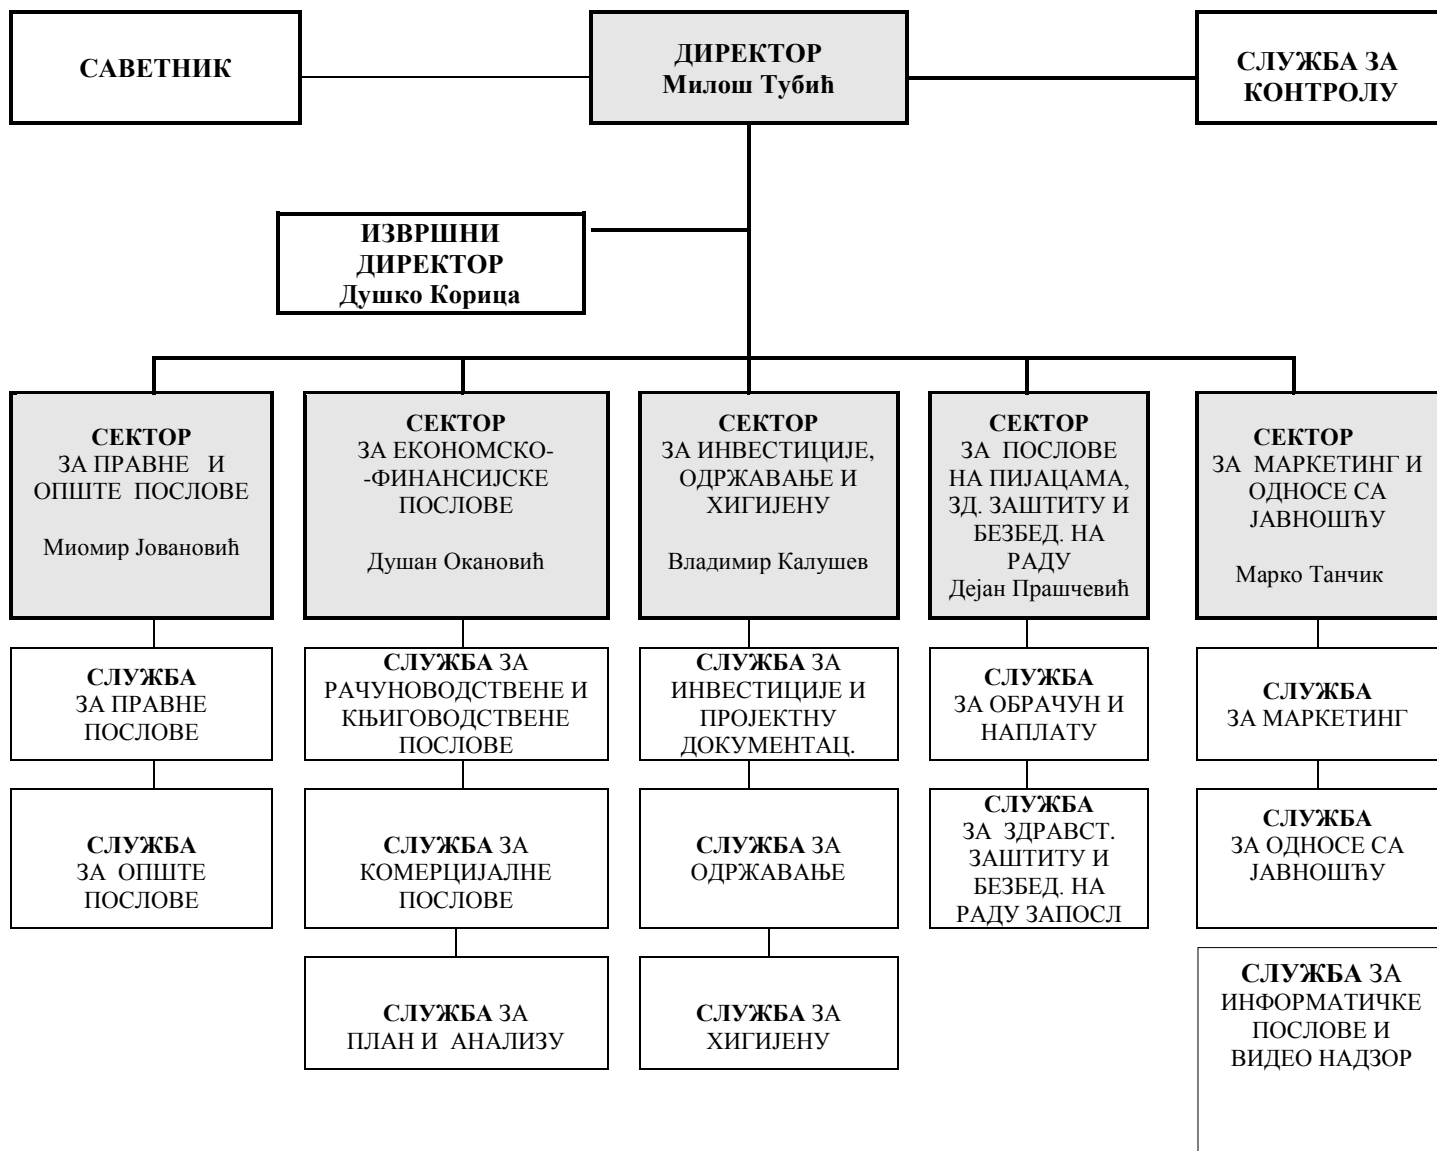 САВЕТНИК
ДИРЕКТОР
Милош Тубић
СЛУЖБА ЗА
КОНТРОЛУ
ИЗВРШНИ
ДИРЕКТОР
Душко Корица
СЕКТОР
ЗА ПРАВНЕ И
ОПШТЕ ПОСЛОВЕ
Миомир Јовановић
СЕКТОР
ЗА ЕКОНОМСКО-
-ФИНАНСИЈСКЕ
ПОСЛОВЕ
Душан Окановић
СЕКТОР
ЗА ИНВЕСТИЦИЈЕ,
ОДРЖАВАЊЕ И
ХИГИЈЕНУ
Владимир Калушев
СЕКТОР
ЗА ПОСЛОВЕ
НА ПИЈАЦАМА,
ЗД. ЗАШТИТУ И
БЕЗБЕД. НА
РАДУ
Дејан Прашчевић
СЕКТОР
ЗА МАРКЕТИНГ И
ОДНОСЕ СА
ЈАВНОШЋУ
Марко Танчик
СЛУЖБА
ЗА ПРАВНЕ
ПОСЛОВЕ
СЛУЖБА ЗА
РАЧУНОВОДСТВЕНЕ И
КЊИГОВОДСТВЕНЕ
ПОСЛОВЕ
СЛУЖБА ЗА
ИНВЕСТИЦИЈЕ И
ПРОЈЕКТНУ
ДОКУМЕНТАЦ.
СЛУЖБА
ЗА ОБРАЧУН И
НАПЛАТУ
СЛУЖБА
ЗА МАРКЕТИНГ
СЛУЖБА
ЗА ОПШТЕ
ПОСЛОВЕ
СЛУЖБА ЗА
КОМЕРЦИЈАЛНЕ
ПОСЛОВЕ
СЛУЖБА ЗА
ОДРЖАВАЊЕ
СЛУЖБА
ЗА ЗДРАВСТ.
ЗАШТИТУ И
БЕЗБЕД. НА
РАДУ ЗАПОСЛ
СЛУЖБА
ЗА ОДНОСЕ СА
ЈАВНОШЋУ
СЛУЖБА ЗА
ПЛАН И АНАЛИЗУ
СЛУЖБА ЗА
ХИГИЈЕНУ
СЛУЖБА ЗА
ИНФОРМАТИЧКЕ
ПОСЛОВЕ И
ВИДЕО НАДЗОР